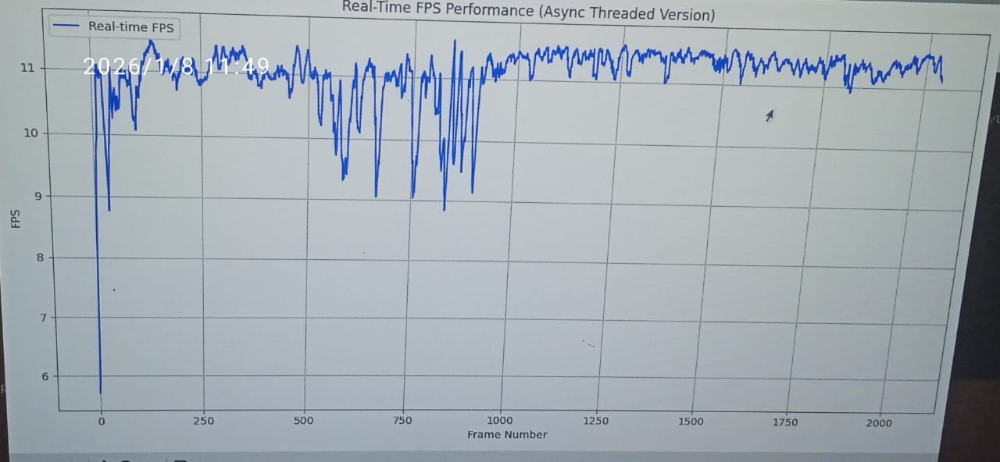 Real-Time FPS Performance (Async Threaded Version)
Real-time FPS
2026/1/8 11:49
11
10
9
8
7
6
FPS
0 250 500 750 1000 1250 1500 1750 2000
Frame Number